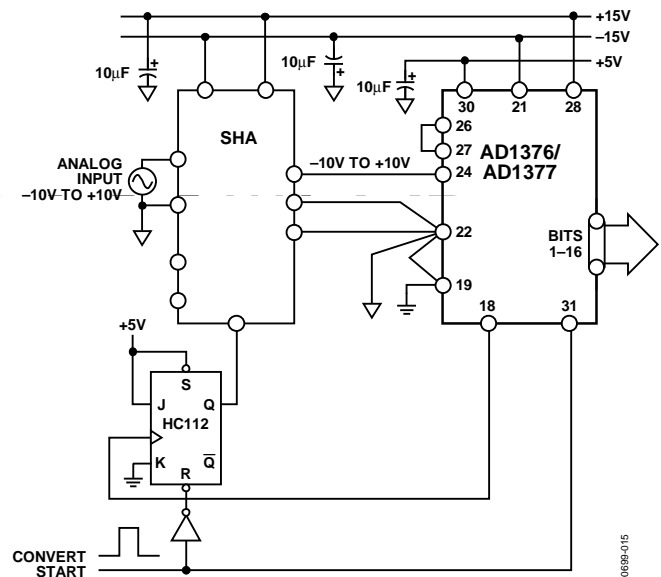 +15V
–15V
+5V
10μF
10μF
10μF
30
21
28
SHA
26
27
24
AD1376/
AD1377
ANALOG
INPUT
–10V TO +10V
–10V TO +10V
22
BITS
1–16
19
18
31
+5V
S
J
Q
HC112
K
Q
R
CONVERT
START
0699-015